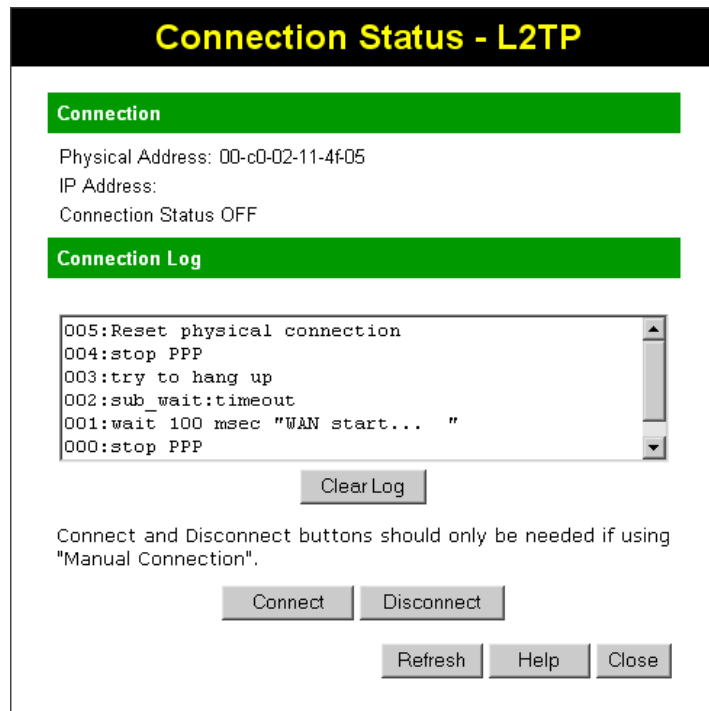 Connection Status - L2TP
Connection
Physical Address: 00-c0-02-11-4f-05
IP Address:
Connection Status OFF
Connection Log
005:Reset physical connection
004:stop PPP
003:try to hang up
002:sub_wait:timeout
001:wait 100 msec "WAN start...  "
000:stop PPP
Clear Log
Connect and Disconnect buttons should only be needed if using
"Manual Connection".
Connect Disconnect
Refresh Help Close